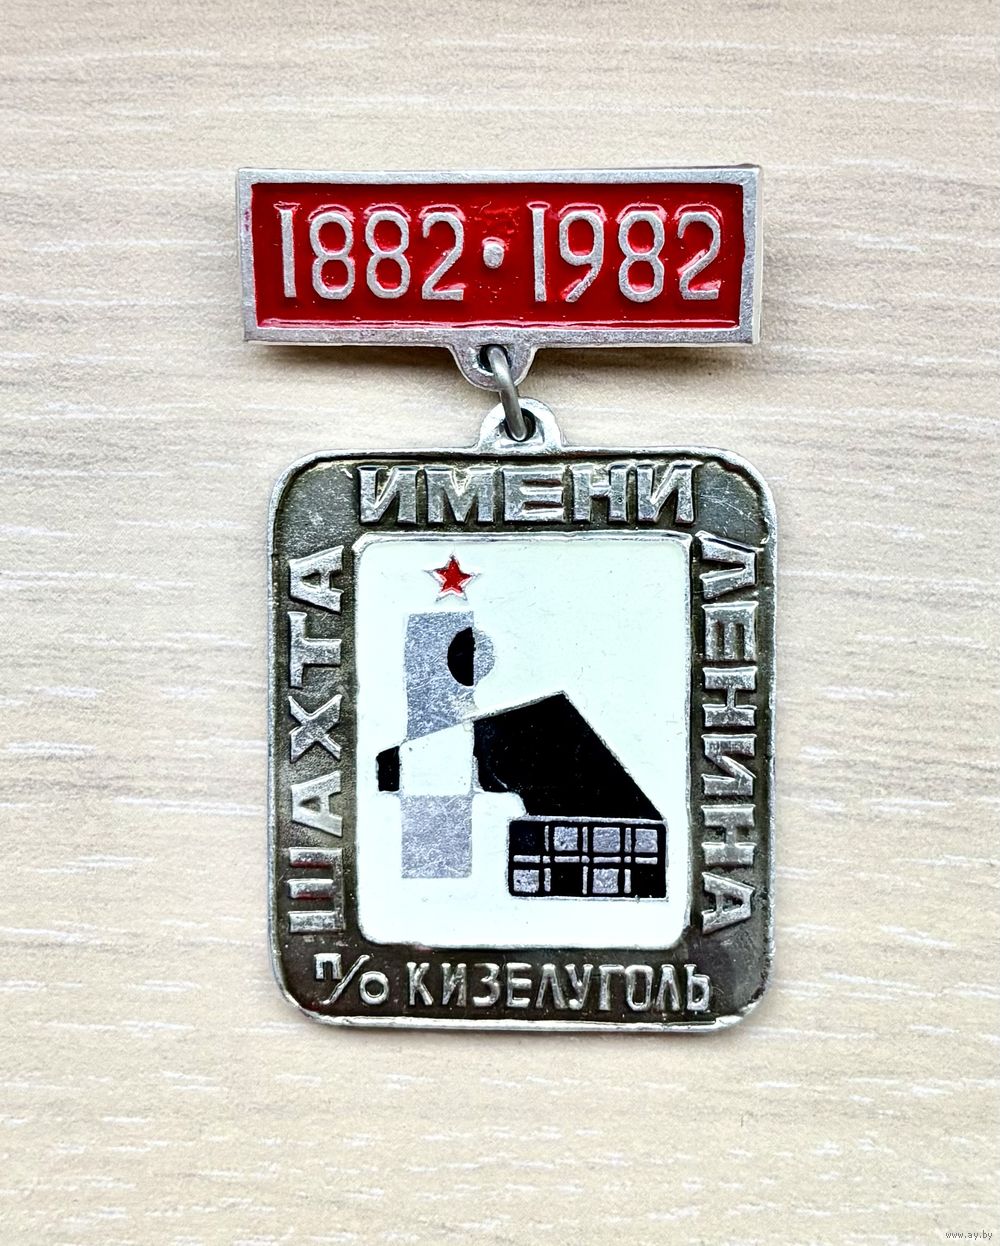 1882 · 1982
ШАХТА
ИМЕНИ
ЛЕНИНА
п/о КИЗЕЛУГОЛЬ
www.ay.by